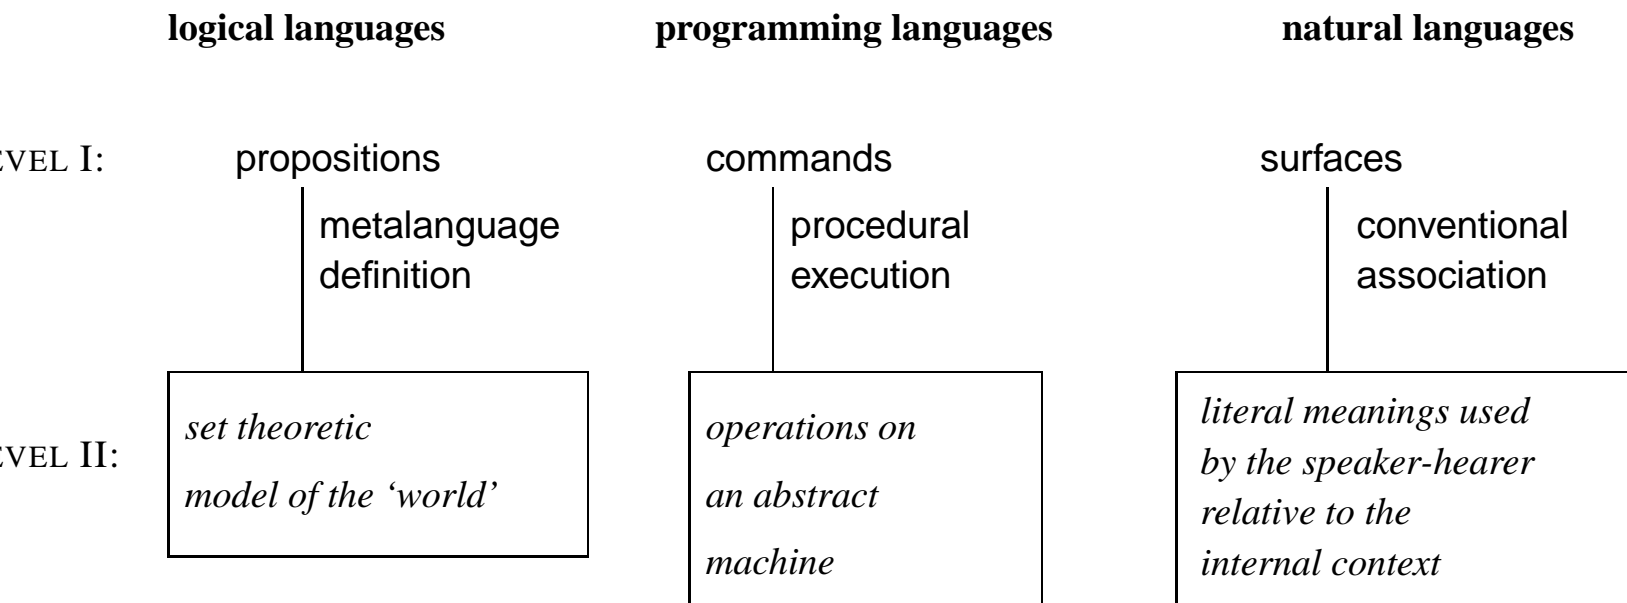 logical languages programming languages natural languages
EVEL I: propositions commands surfaces
metalanguage procedural conventional
definition execution association
set theoretic
model of the ‘world’
operations on
an abstract
machine
EVEL II:
literal meanings used
by the speaker-hearer
relative to the
internal context